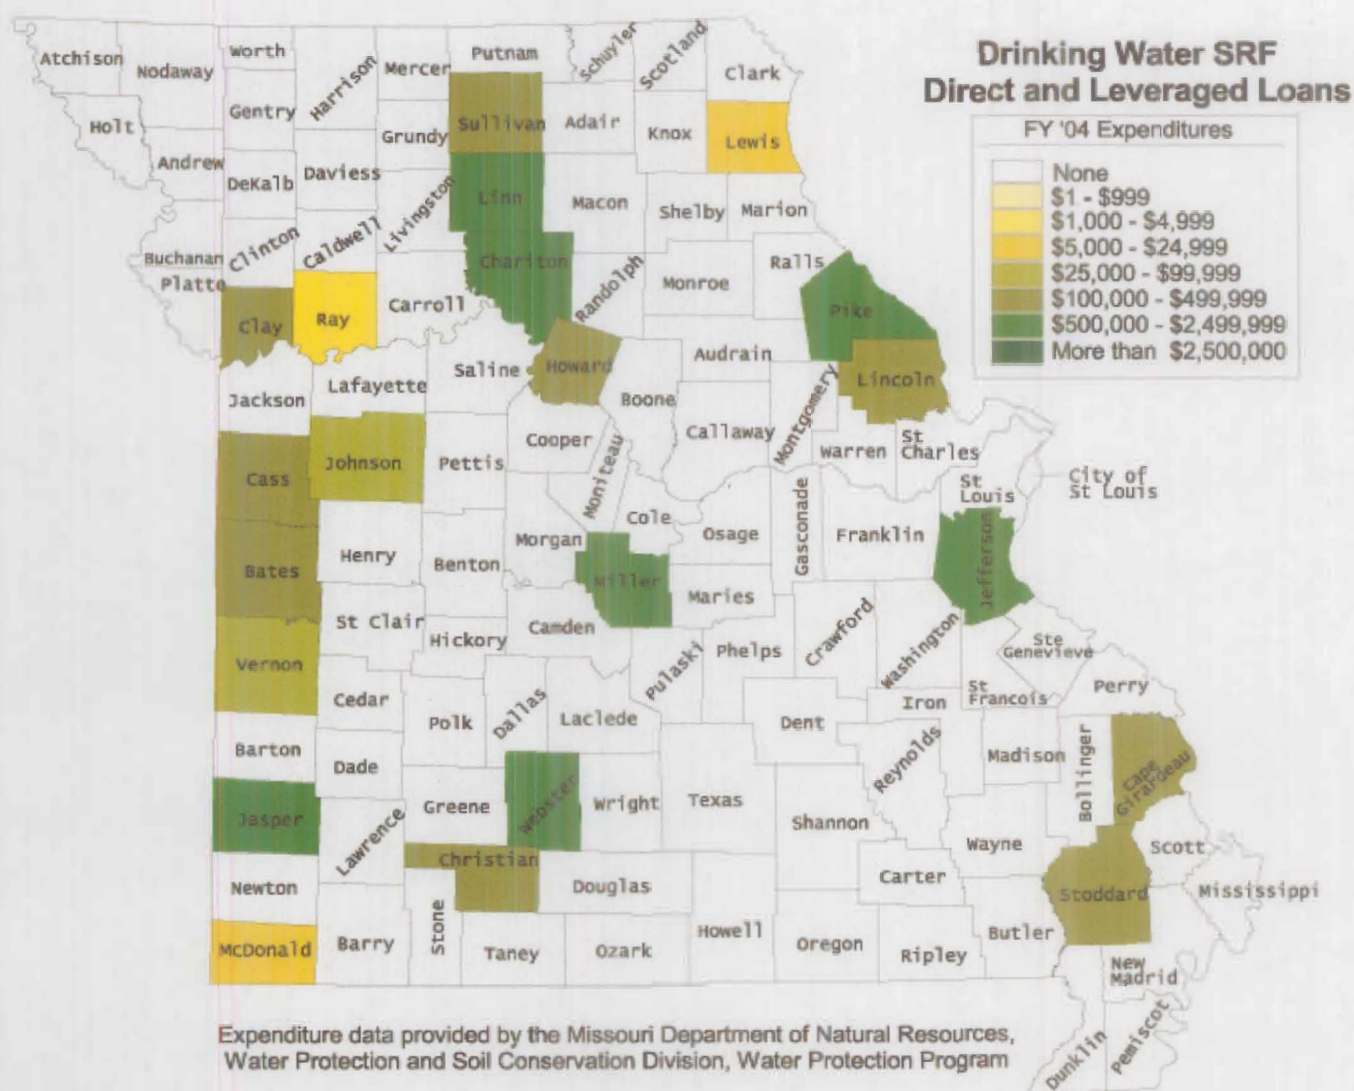 Drinking Water SRF
Direct and Leveraged Loans
FY '04 Expenditures
None
$1 - $999
$1,000 - $4,999
$5,000 - $24,999
$25,000 - $99,999
$100,000 - $499,999
$500,000 - $2,499,999
More than $2,500,000
Atchison
Nodaway
Worth
Harrison
Mercer
Putnam
Schuyler
Scotland
Clark
Holt
Gentry
Grundy
Sullivan
Adair
Knox
Lewis
Andrew
DeKalb
Daviess
Livingston
Linn
Macon
Shelby
Marion
Buchanan
Clinton
Caldwell
Chariton
Randolph
Monroe
Ralls
Platte
Clay
Ray
Carroll
Pike
Jackson
Lafayette
Saline
Howard
Boone
Audrain
Montgomery
Lincoln
Cass
Johnson
Pettis
Cooper
Moniteau
Callaway
Warren
St
Charles
St
Louis
City of
St Louis
Bates
Henry
Benton
Morgan
Cole
Osage
Gasconade
Franklin
Jefferson
Miller
Maries
Vernon
St Clair
Hickory
Camden
Pulaski
Phelps
Crawford
Washington
Ste
Genevieve
St
Francois
Perry
Cedar
Polk
Dallas
Laclede
Dent
Iron
Reynolds
Madison
Bollinger
Cape
Girardeau
Barton
Dade
Greene
Webster
Wright
Texas
Shannon
Wayne
Scott
Jasper
Lawrence
Christian
Douglas
Carter
Stoddard
Mississippi
Newton
McDonald
Barry
Stone
Taney
Ozark
Howell
Oregon
Ripley
Butler
New
Madrid
Dunklin
Pemiscot
Expenditure data provided by the Missouri Department of Natural Resources,
Water Protection and Soil Conservation Division, Water Protection Program